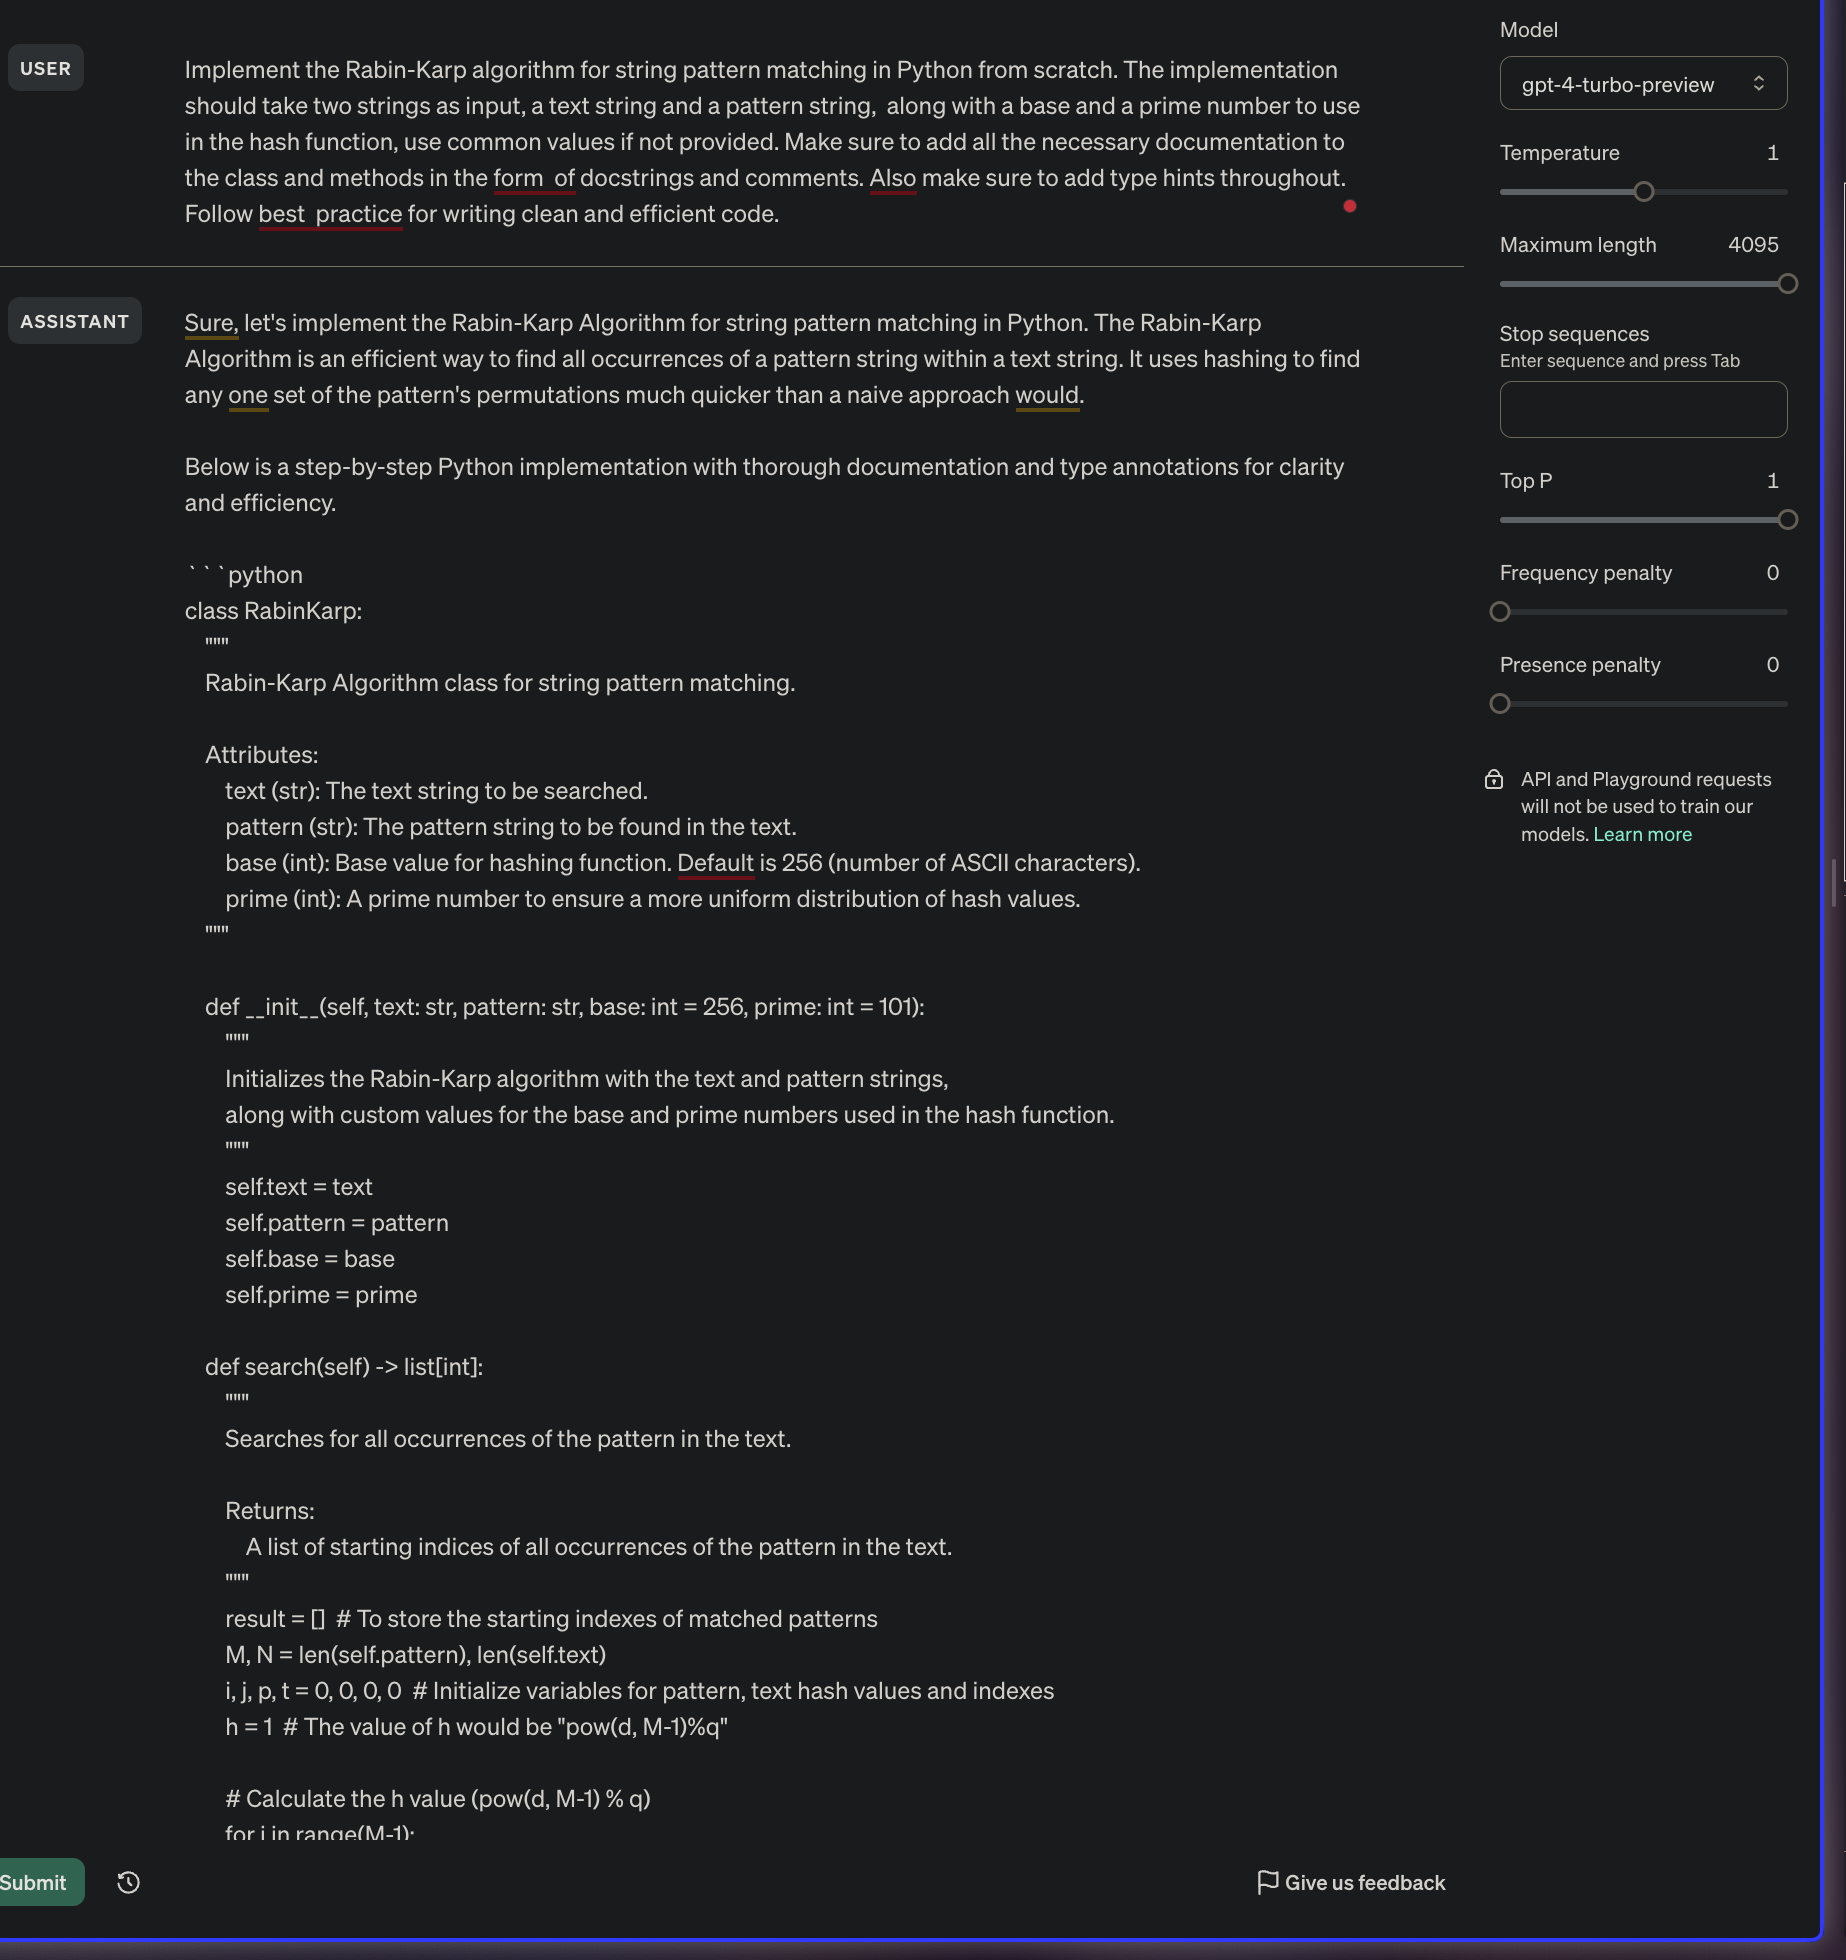 USER
Implement the Rabin-Karp algorithm for string pattern matching in Python from scratch. The implementation
should take two strings as input, a text string and a pattern string,  along with a base and a prime number to use
in the hash function, use common values if not provided. Make sure to add all the necessary documentation to
the class and methods in the form  of docstrings and comments. Also make sure to add type hints throughout.
Follow best  practice for writing clean and efficient code.
ASSISTANT
Sure, let's implement the Rabin-Karp Algorithm for string pattern matching in Python. The Rabin-Karp
Algorithm is an efficient way to find all occurrences of a pattern string within a text string. It uses hashing to find
any one set of the pattern's permutations much quicker than a naive approach would.
Below is a step-by-step Python implementation with thorough documentation and type annotations for clarity
and efficiency.
```python
class RabinKarp:
    """
    Rabin-Karp Algorithm class for string pattern matching.
    Attributes:
        text (str): The text string to be searched.
        pattern (str): The pattern string to be found in the text.
        base (int): Base value for hashing function. Default is 256 (number of ASCII characters).
        prime (int): A prime number to ensure a more uniform distribution of hash values.
    """
    def __init__(self, text: str, pattern: str, base: int = 256, prime: int = 101):
        """
        Initializes the Rabin-Karp algorithm with the text and pattern strings,
        along with custom values for the base and prime numbers used in the hash function.
        """
        self.text = text
        self.pattern = pattern
        self.base = base
        self.prime = prime
    def search(self) -> list[int]:
        """
        Searches for all occurrences of the pattern in the text.
        Returns:
            A list of starting indices of all occurrences of the pattern in the text.
        """
        result = []  # To store the starting indexes of matched patterns
        M, N = len(self.pattern), len(self.text)
        i, j, p, t = 0, 0, 0, 0  # Initialize variables for pattern, text hash values and indexes
        h = 1  # The value of h would be "pow(d, M-1)%q"
        # Calculate the h value (pow(d, M-1) % q)
        for i in range(M-1):
Submit
Give us feedback
Model
gpt-4-turbo-preview
Temperature 1
Maximum length 4095
Stop sequences
Enter sequence and press Tab
Top P 1
Frequency penalty 0
Presence penalty 0
API and Playground requests
will not be used to train our
models. Learn more